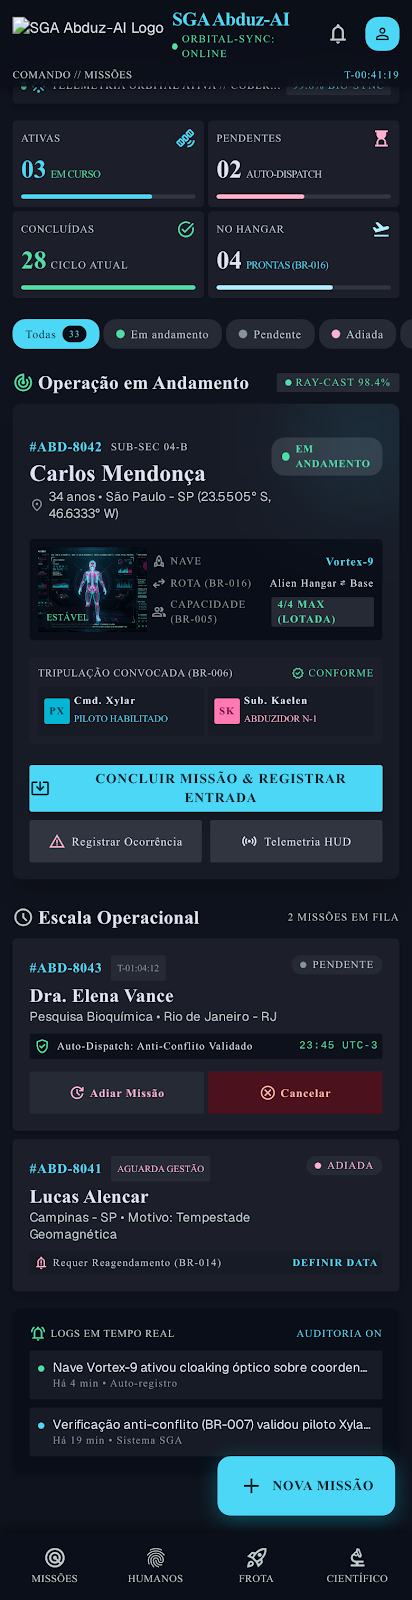 SGA Abduz-AI Logo
SGA Abduz-AI
ORBITAL-SYNC:
ONLINE
COMANDO // MISSÕES
T-00:41:19
TELEMETRIA ORBITAL ATIVA // COBER...
99.8% BIO-SYNC
ATIVAS
03 EM CURSO
PENDENTES
02 AUTO-DISPATCH
CONCLUÍDAS
28 CICLO ATUAL
NO HANGAR
04 PRONTAS (BR-016)
Todas 33
Em andamento
Pendente
Adiada
Operação em Andamento
RAY-CAST 98.4%
#ABD-8042 SUB-SEC 04-B
EM
ANDAMENTO
Carlos Mendonça
34 anos • São Paulo - SP (23.5505° S,
46.6333° W)
ESTÁVEL
NAVE Vortex-9
ROTA (BR-016) Alien Hangar ⇄ Base
CAPACIDADE
(BR-005)
4/4 MAX
(LOTADA)
TRIPULAÇÃO CONVOCADA (BR-006)
CONFORME
PX
Cmd. Xylar
PILOTO HABILITADO
SK
Sub. Kaelen
ABDUZIDOR N-1
CONCLUIR MISSÃO & REGISTRAR
ENTRADA
Registrar Ocorrência
Telemetria HUD
Escala Operacional
2 MISSÕES EM FILA
#ABD-8043 T-01:04:12
PENDENTE
Dra. Elena Vance
Pesquisa Bioquímica • Rio de Janeiro - RJ
Auto-Dispatch: Anti-Conflito Validado
23:45 UTC-3
Adiar Missão
Cancelar
#ABD-8041 AGUARDA GESTÃO
ADIADA
Lucas Alencar
Campinas - SP • Motivo: Tempestade
Geomagnética
Requer Reagendamento (BR-014)
DEFINIR DATA
LOGS EM TEMPO REAL
AUDITORIA ON
Nave Vortex-9 ativou cloaking óptico sobre coorden...
Há 4 min • Auto-registro
Verificação anti-conflito (BR-007) validou piloto Xyla...
Há 19 min • Sistema SGA
NOVA MISSÃO
MISSÕES
HUMANOS
FROTA
CIENTÍFICO